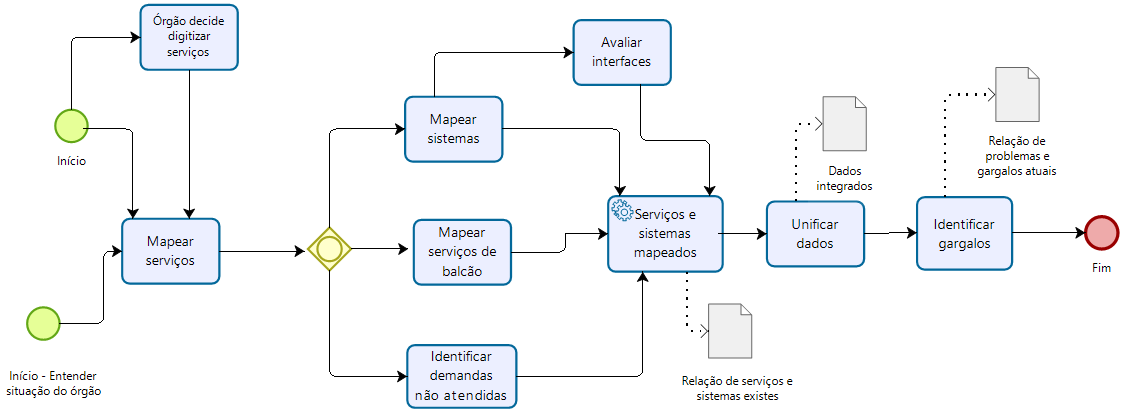 Órgão decide
digitizar
serviços
Início
Mapear
serviços
Início - Entender
situação do órgão
Mapear
sistemas
Avaliar
interfaces
Mapear
serviços de
balcão
Identificar
demandas
não atendidas
Serviços e
sistemas
mapeados
Relação de serviços e
sistemas existes
Unificar
dados
Dados
integrados
Identificar
gargalos
Relação de
problemas e
gargalos atuais
Fim